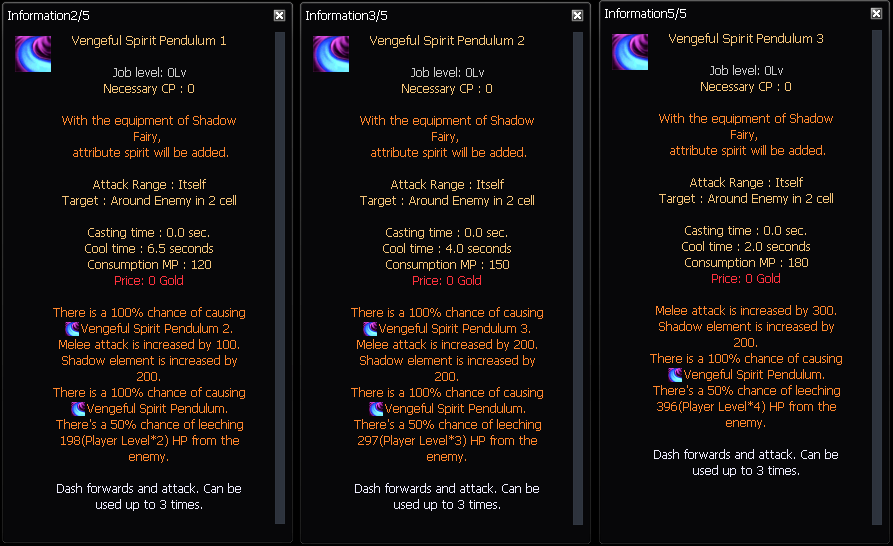 Information2/5
Vengeful Spirit Pendulum 1
Job level: 0Lv
Necessary CP : 0
With the equipment of Shadow
Fairy,
attribute spirit will be added.
Attack Range : Itself
Target : Around Enemy in 2 cell
Casting time : 0.0 sec.
Cool time : 6.5 seconds
Consumption MP : 120
Price: 0 Gold
There is a 100% chance of causing
Vengeful Spirit Pendulum 2.
Melee attack is increased by 100.
Shadow element is increased by
200.
There is a 100% chance of causing
Vengeful Spirit Pendulum.
There's a 50% chance of leeching
198(Player Level*2) HP from the
enemy.
Dash forwards and attack. Can be
used up to 3 times.
Information3/5
Vengeful Spirit Pendulum 2
Job level: 0Lv
Necessary CP : 0
With the equipment of Shadow
Fairy,
attribute spirit will be added.
Attack Range : Itself
Target : Around Enemy in 2 cell
Casting time : 0.0 sec.
Cool time : 4.0 seconds
Consumption MP : 150
Price: 0 Gold
There is a 100% chance of causing
Vengeful Spirit Pendulum 3.
Melee attack is increased by 200.
Shadow element is increased by
200.
There is a 100% chance of causing
Vengeful Spirit Pendulum.
There's a 50% chance of leeching
297(Player Level*3) HP from the
enemy.
Dash forwards and attack. Can be
used up to 3 times.
Information5/5
Vengeful Spirit Pendulum 3
Job level: 0Lv
Necessary CP : 0
With the equipment of Shadow
Fairy,
attribute spirit will be added.
Attack Range : Itself
Target : Around Enemy in 2 cell
Casting time : 0.0 sec.
Cool time : 2.0 seconds
Consumption MP : 180
Price: 0 Gold
Melee attack is increased by 300.
Shadow element is increased by
200.
There is a 100% chance of causing
Vengeful Spirit Pendulum.
There's a 50% chance of leeching
396(Player Level*4) HP from the
enemy.
Dash forwards and attack. Can be
used up to 3 times.